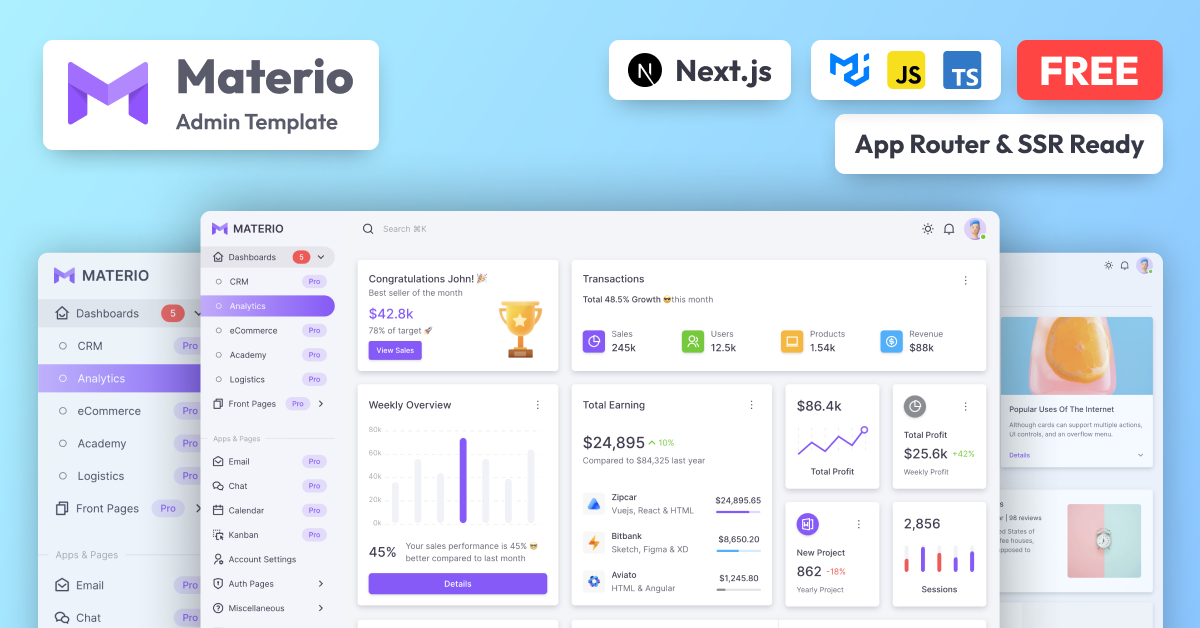 Materio
Admin Template
Next.js
JS
TS
FREE
App Router & SSR Ready
MATERIO
Dashboards
5
CRM
Pro
Analytics
eCommerce
Pro
Academy
Pro
Logistics
Pro
Front Pages
Pro
Apps & Pages
Email
Pro
Chat
Pro
MATERIO
Search ⌘K
Dashboards
5
CRM
Pro
Analytics
eCommerce
Pro
Academy
Pro
Logistics
Pro
Front Pages
Pro
Apps & Pages
Email
Pro
Chat
Pro
Calendar
Pro
Kanban
Pro
Account Settings
Auth Pages
Miscellaneous
Congratulations John! 🎉
Best seller of the month
$42.8k
78% of target 🚀
View Sales
Transactions
Total 48.5% Growth 😎 this month
Sales
245k
Users
12.5k
Products
1.54k
Revenue
$88k
Weekly Overview
80k
60k
40k
20k
0k
45%
Your sales performance is 45% 😎
better compared to last month
Details
Total Earning
$24,895
10%
Compared to $84,325 last year
Zipcar
Vuejs, React & HTML
$24,895.65
Bitbank
Sketch, Figma & XD
$8,650.20
Aviato
HTML & Angular
$1,245.80
$86.4k
Total Profit
Total Profit
$25.6k +42%
Weekly Profit
New Project
862 -18%
Yearly Project
2,856
Sessions
Popular Uses Of The Internet
Although cards can support multiple actions,
UI controls, and an overflow menu.
Details
| 98 reviews
States of
houses,
to